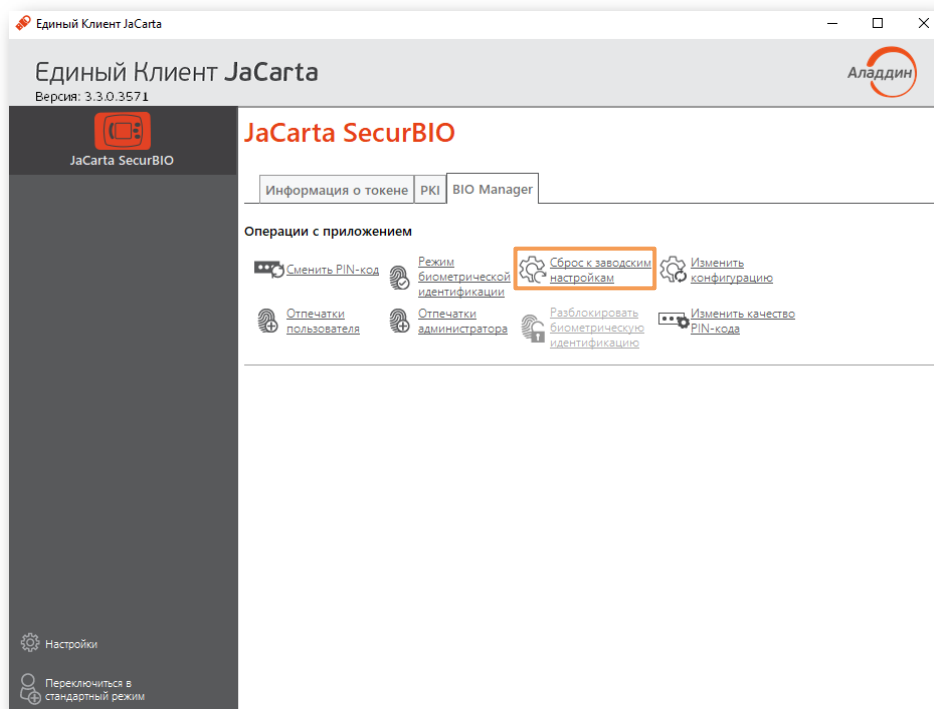 Единый Клиент JaCarta
Единый Клиент JaCarta
Версия: 3.3.0.3571
Аладдин
JaCarta SecurBIO
JaCarta SecurBIO
Информация о токене
PKI
BIO Manager
Операции с приложением
Сменить PIN-код
Режим
биометрической
идентификации
Сброс к заводским
настройкам
Изменить
конфигурацию
Отпечатки
пользователя
Отпечатки
администратора
Разблокировать
биометрическую
идентификацию
Изменить качество
PIN-кода
Настройки
Переключиться в
стандартный режим